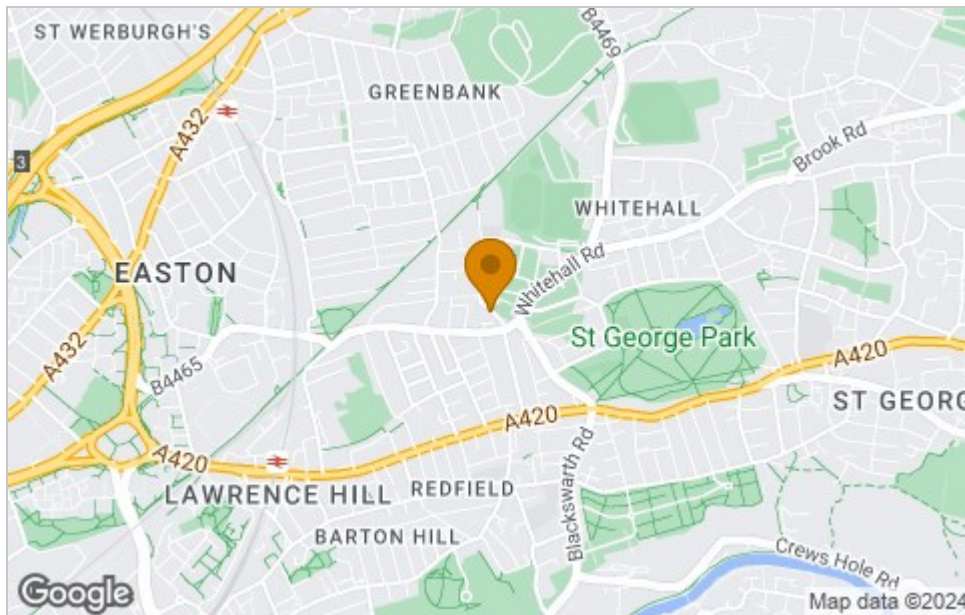 ST WERBURGH'S
B4469
GREENBANK
A432
Brook Rd
3
WHITEHALL
EASTON
Whitehall Rd
St George Park
A432
B4465
A420
ST GEORG
A420
A420
LAWRENCE HILL
REDFIELD
BARTON HILL
Blackswarth Rd
Crews Hole Rd
Google
Map data ©2024